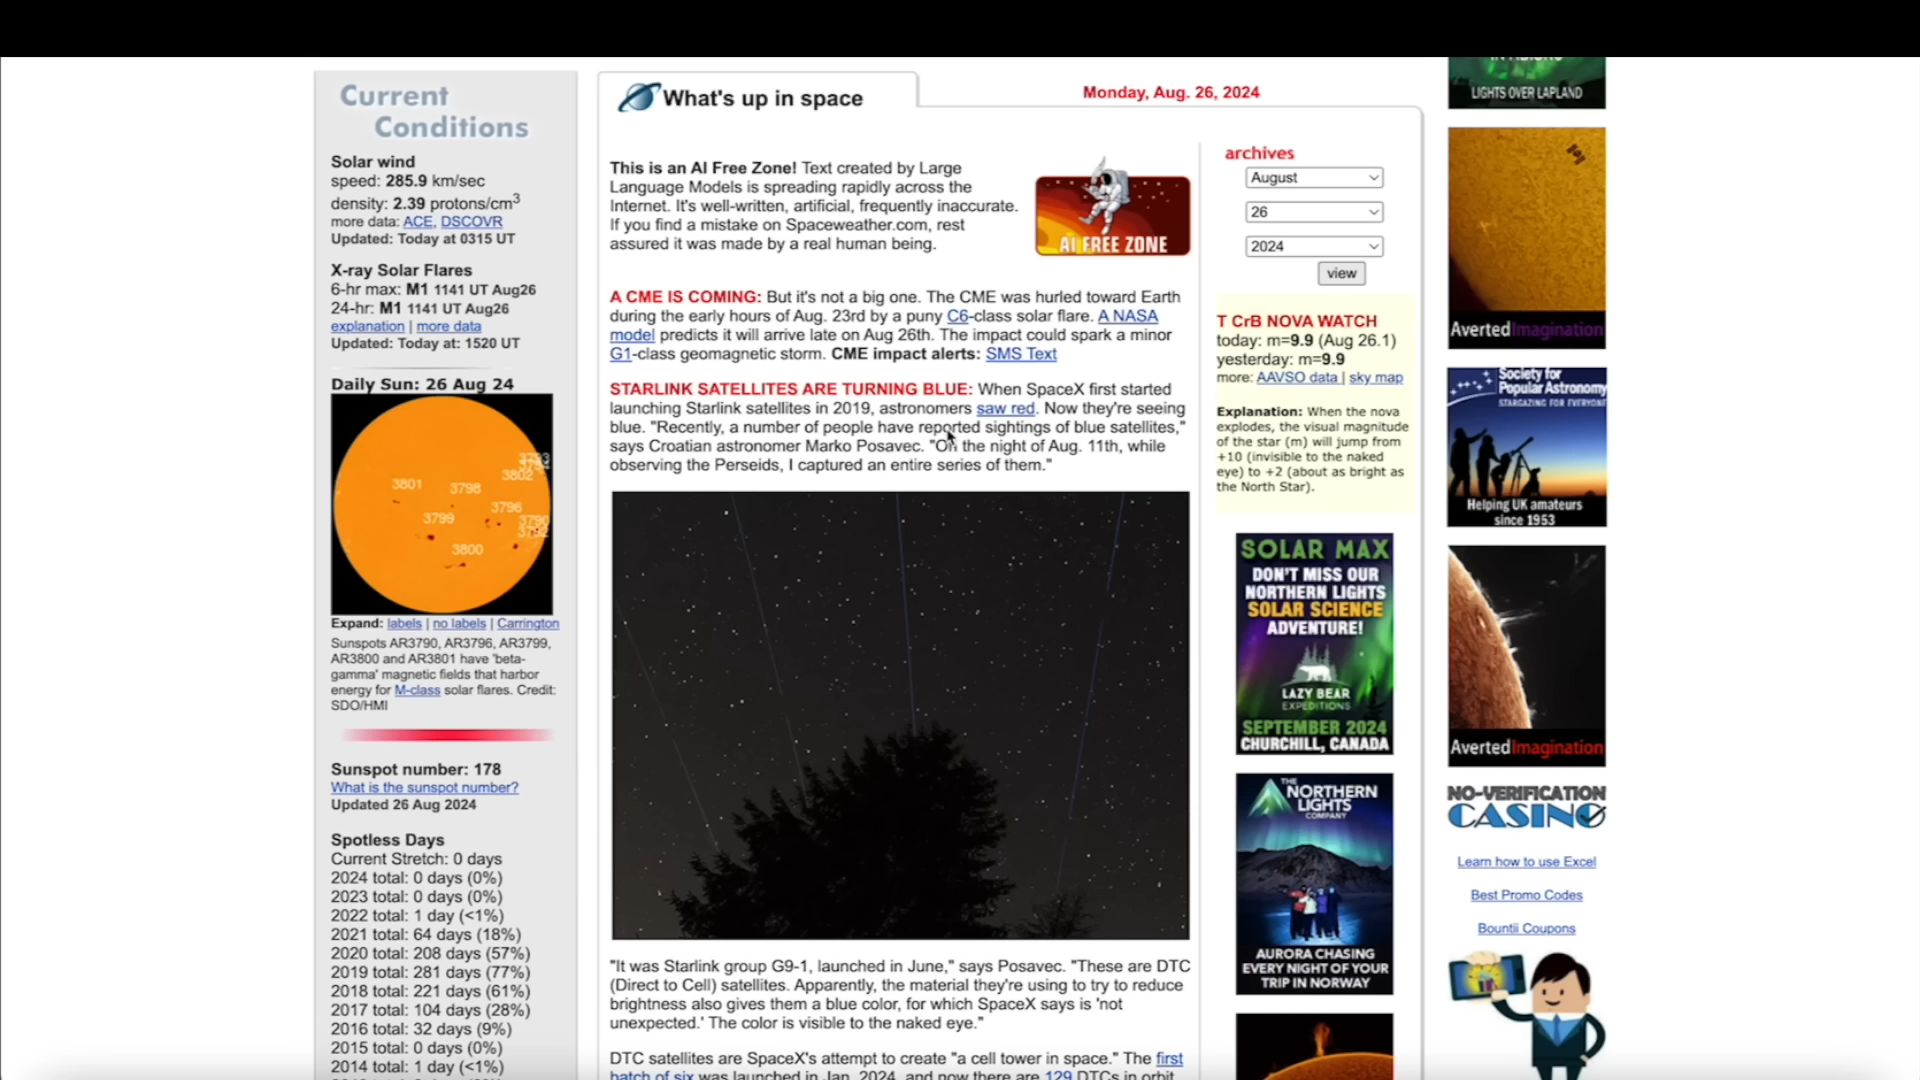 Current
Conditions
Solar wind
speed: 285.9 km/sec
density: 2.39 protons/cm3
more data: ACE, DSCOVR
Updated: Today at 0315 UT
X-ray Solar Flares
6-hr max: M1 1141 UT Aug26
24-hr: M1 1141 UT Aug26
explanation | more data
Updated: Today at: 1520 UT
Daily Sun: 26 Aug 24
3802
3801
3798
3796
3799
3790
3792
3800
Expand: labels | no labels | Carrington
Sunspots AR3790, AR3796, AR3799,
AR3800 and AR3801 have 'beta-
gamma' magnetic fields that harbor
energy for M-class solar flares. Credit:
SDO/HMI
Sunspot number: 178
What is the sunspot number?
Updated 26 Aug 2024
Spotless Days
Current Stretch: 0 days
2024 total: 0 days (0%)
2023 total: 0 days (0%)
2022 total: 1 day (<1%)
2021 total: 64 days (18%)
2020 total: 208 days (57%)
2019 total: 281 days (77%)
2018 total: 221 days (61%)
2017 total: 104 days (28%)
2016 total: 32 days (9%)
2015 total: 0 days (0%)
2014 total: 1 day (<1%)
What's up in space
Monday, Aug. 26, 2024
This is an AI Free Zone! Text created by Large
Language Models is spreading rapidly across the
Internet. It's well-written, artificial, frequently inaccurate.
If you find a mistake on Spaceweather.com, rest
assured it was made by a real human being.
AI FREE ZONE
A CME IS COMING: But it's not a big one. The CME was hurled toward Earth
during the early hours of Aug. 23rd by a puny C6-class solar flare. A NASA
model predicts it will arrive late on Aug 26th. The impact could spark a minor
G1-class geomagnetic storm. CME impact alerts: SMS Text
STARLINK SATELLITES ARE TURNING BLUE: When SpaceX first started
launching Starlink satellites in 2019, astronomers saw red. Now they're seeing
blue. "Recently, a number of people have reported sightings of blue satellites,"
says Croatian astronomer Marko Posavec. "On the night of Aug. 11th, while
observing the Perseids, I captured an entire series of them."
"It was Starlink group G9-1, launched in June," says Posavec. "These are DTC
(Direct to Cell) satellites. Apparently, the material they're using to try to reduce
brightness also gives them a blue color, for which SpaceX says is 'not
unexpected.' The color is visible to the naked eye."
DTC satellites are SpaceX's attempt to create "a cell tower in space." The first
batch of six was launched in Jan. 2024, and now there are 129 DTCs in orbit
archives
August
26
2024
view
T CrB NOVA WATCH
today: m=9.9 (Aug 26.1)
yesterday: m=9.9
more: AAVSO data | sky map
Explanation: When the nova
explodes, the visual magnitude
of the star (m) will jump from
+10 (invisible to the naked
eye) to +2 (about as bright as
the North Star).
SOLAR MAX
DON'T MISS OUR
NORTHERN LIGHTS
SOLAR SCIENCE
ADVENTURE!
LAZY BEAR
EXPEDITIONS
SEPTEMBER 2024
CHURCHILL, CANADA
THE
NORTHERN
LIGHTS
COMPANY
AURORA CHASING
EVERY NIGHT OF YOUR
TRIP IN NORWAY
LIGHTS OVER LAPLAND
AvertedImagination
Society for
Popular Astronomy
STARGAZING FOR EVERYONE
Helping UK amateurs
since 1953
AvertedImagination
NO-VERIFICATION
CASINO
Learn how to use Excel
Best Promo Codes
Bountii Coupons